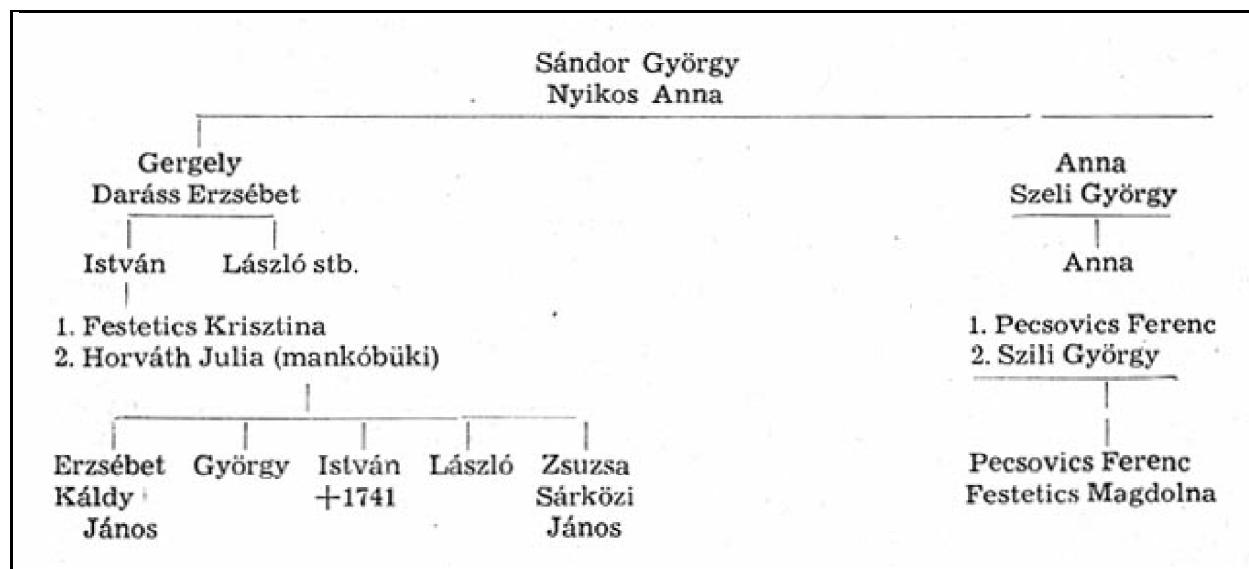 Sándor György
Nyikos Anna
Gergely
Daráss Erzsébet
Anna
Szeli György
István László stb.
Anna
1. Festetics Krisztina
2. Horváth Julia (mankóbüki)
1. Pecsovics Ferenc
2. Szili György
Erzsébet György István László Zsuzsa
Káldy +1741 Sárközi
János János
Pecsovics Ferenc
Festetics Magdolna